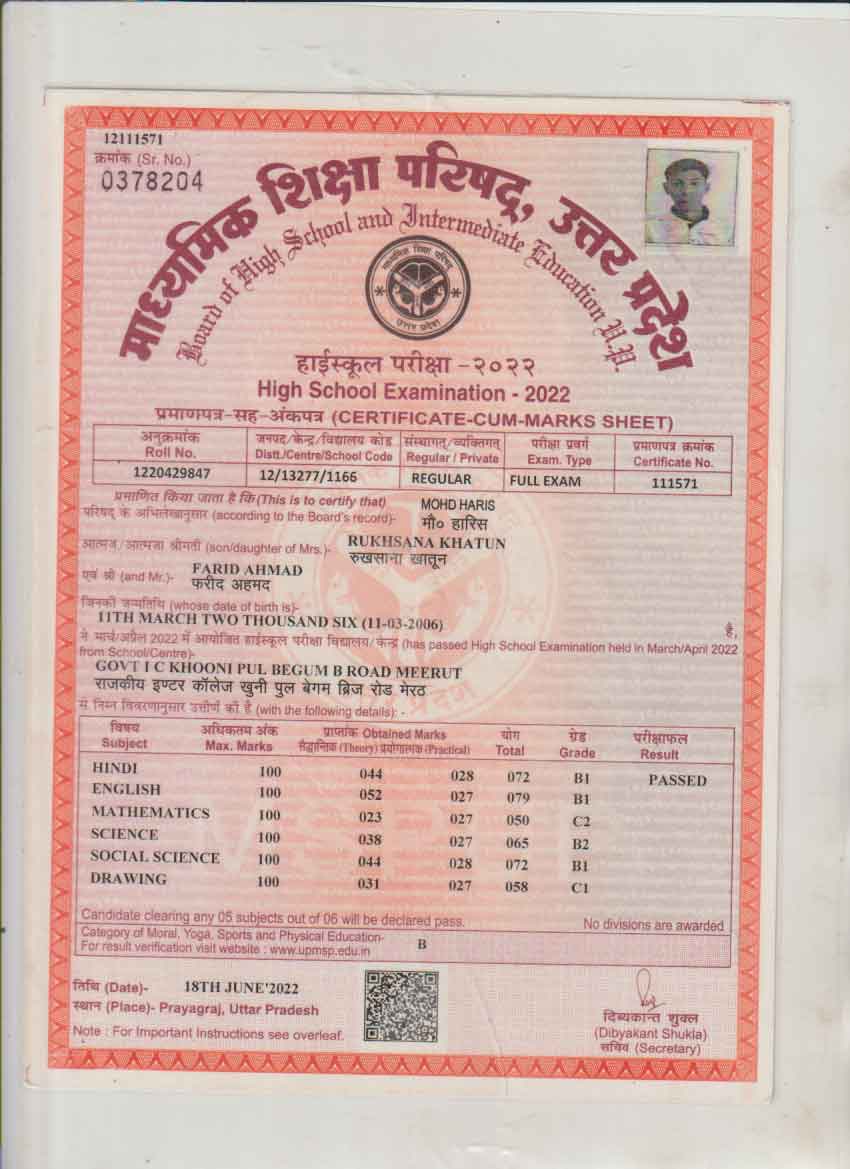 12111571
क्रमांक (Sr. No.)
0378204
माध्यमिक शिक्षा परिषद्, उत्तर प्रदेश
Board of High School and Intermediate Education U.P.
माध्यमिक शिक्षा परिषद्
उत्तर प्रदेश
हाईस्कूल परीक्षा -२०२२
High School Examination - 2022
प्रमाणपत्र-सह-अंकपत्र (CERTIFICATE-CUM-MARKS SHEET)
अनुक्रमांक जनपद/केन्द्र/विद्यालय कोड संस्थागत/व्यक्तिगत् परीक्षा प्रवर्ग प्रमाणपत्र क्रमांक
Roll No. Distt./Centre/School Code Regular / Private Exam. Type Certificate No.
1220429847 12/13277/1166 REGULAR FULL EXAM 111571
प्रमाणित किया जाता है कि(This is to certify that) MOHD HARIS
परिषद् के अभिलेखानुसार (according to the Board's record)- मौ० हारिस
आत्मज/आत्मजा श्रीमती (son/daughter of Mrs.)- RUKHSANA KHATUN
रुखसाना खातून
एवं श्री (and Mr.)- FARID AHMAD
फरीद अहमद
जिनकी जन्मतिथि (whose date of birth is)-
11TH MARCH TWO THOUSAND SIX (11-03-2006) है,
ने मार्च/अप्रैल 2022 में आयोजित हाईस्कूल परीक्षा विद्यालय/केन्द्र (has passed High School Examination held in March/April 2022
from School/Centre)-
GOVT I C KHOONI PUL BEGUM B ROAD MEERUT
राजकीय इण्टर कॉलेज खुनी पुल बेगम ब्रिज रोड मेरठ
से निम्न विवरणानुसार उत्तीर्ण की है (with the following details): -
विषय अधिकतम अंक प्राप्तांक Obtained Marks योग ग्रेड परीक्षाफल
Subject Max. Marks सैद्धान्तिक (Theory) प्रयोगात्मक (Practical) Total Grade Result
HINDI 100 044 028 072 B1 PASSED
ENGLISH 100 052 027 079 B1
MATHEMATICS 100 023 027 050 C2
SCIENCE 100 038 027 065 B2
SOCIAL SCIENCE 100 044 028 072 B1
DRAWING 100 031 027 058 C1
Candidate clearing any 05 subjects out of 06 will be declared pass. No divisions are awarded
Category of Moral, Yoga, Sports and Physical Education- B
For result verification visit website : www.upmsp.edu.in
तिथि (Date)- 18TH JUNE'2022
स्थान (Place)- Prayagraj, Uttar Pradesh
दिब्यकान्त शुक्ल
Note : For Important Instructions see overleaf. (Dibyakant Shukla)
सचिव (Secretary)